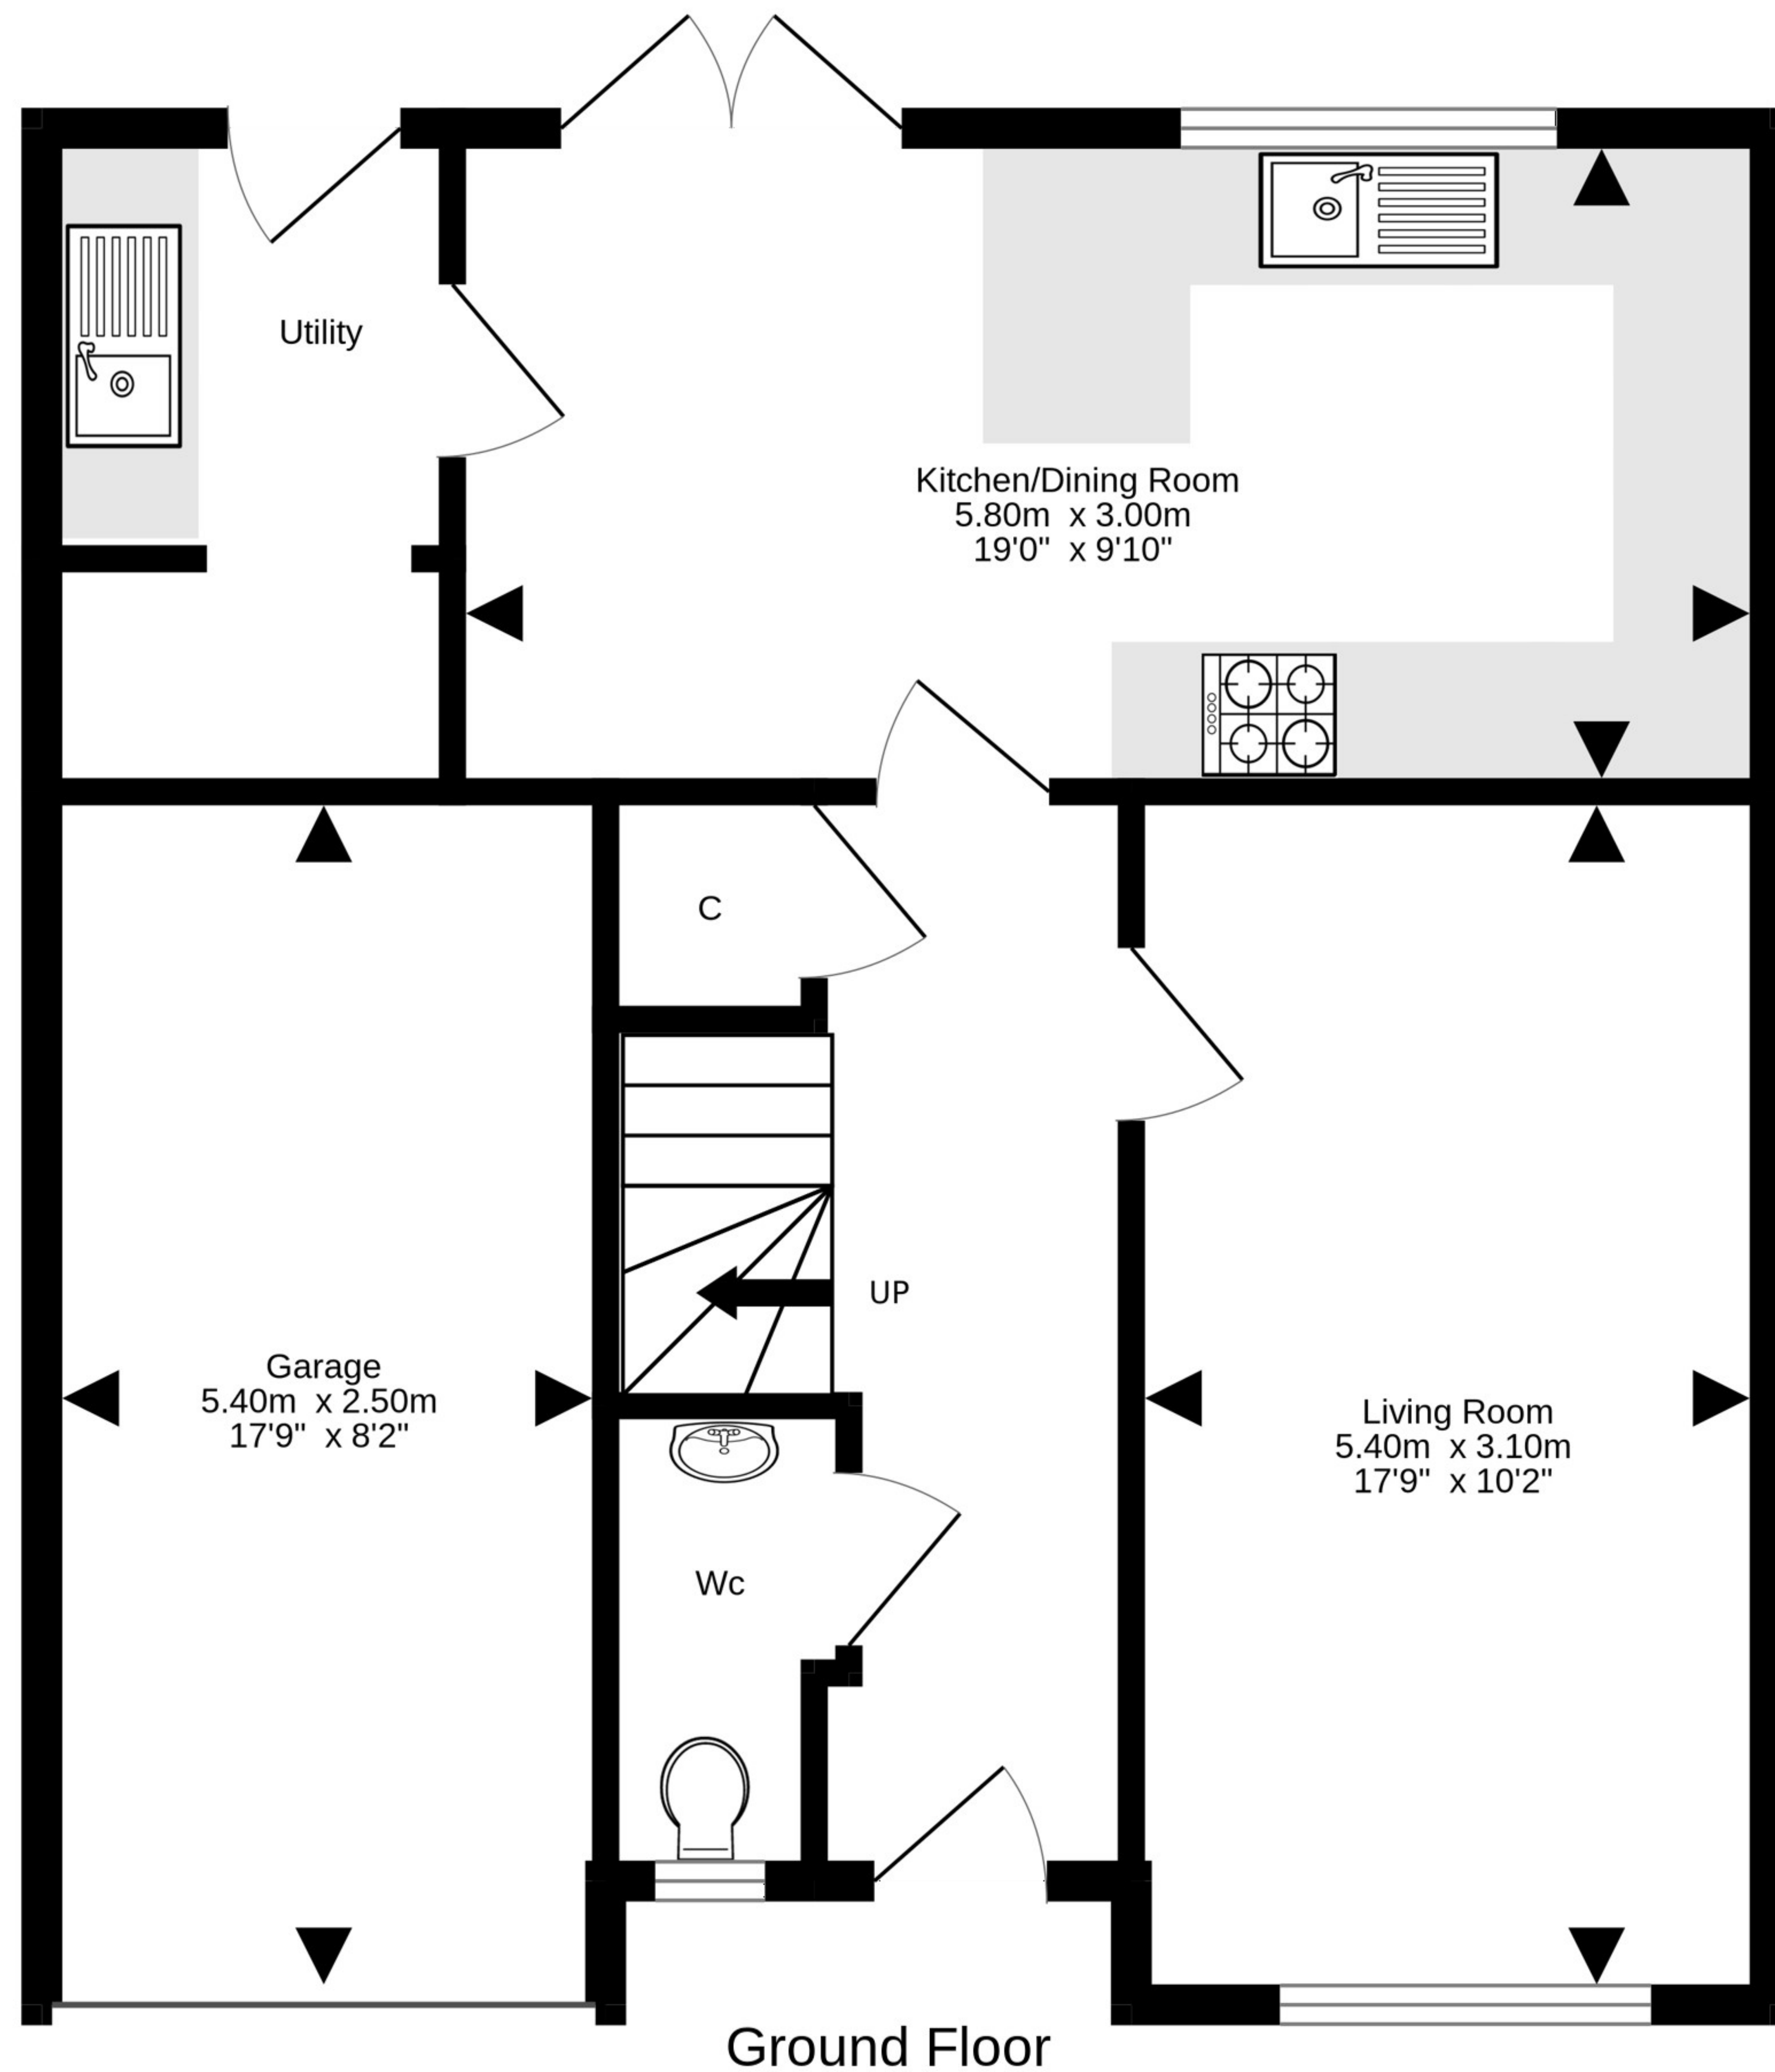 Utility
Kitchen/Dining Room
5.80m x 3.00m
19'0" x 9'10"
C
UP
Garage
5.40m x 2.50m
17'9" x 8'2"
Living Room
5.40m x 3.10m
17'9" x 10'2"
Wc
Ground Floor